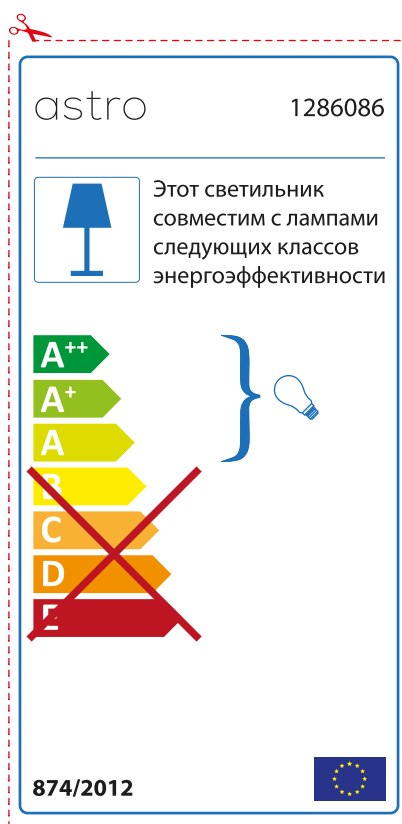 astro
1286086
Этот светильник
совместим с лампами
следующих классов
энергоэффективности
A++
A+
A
B
C
D
E
874/2012